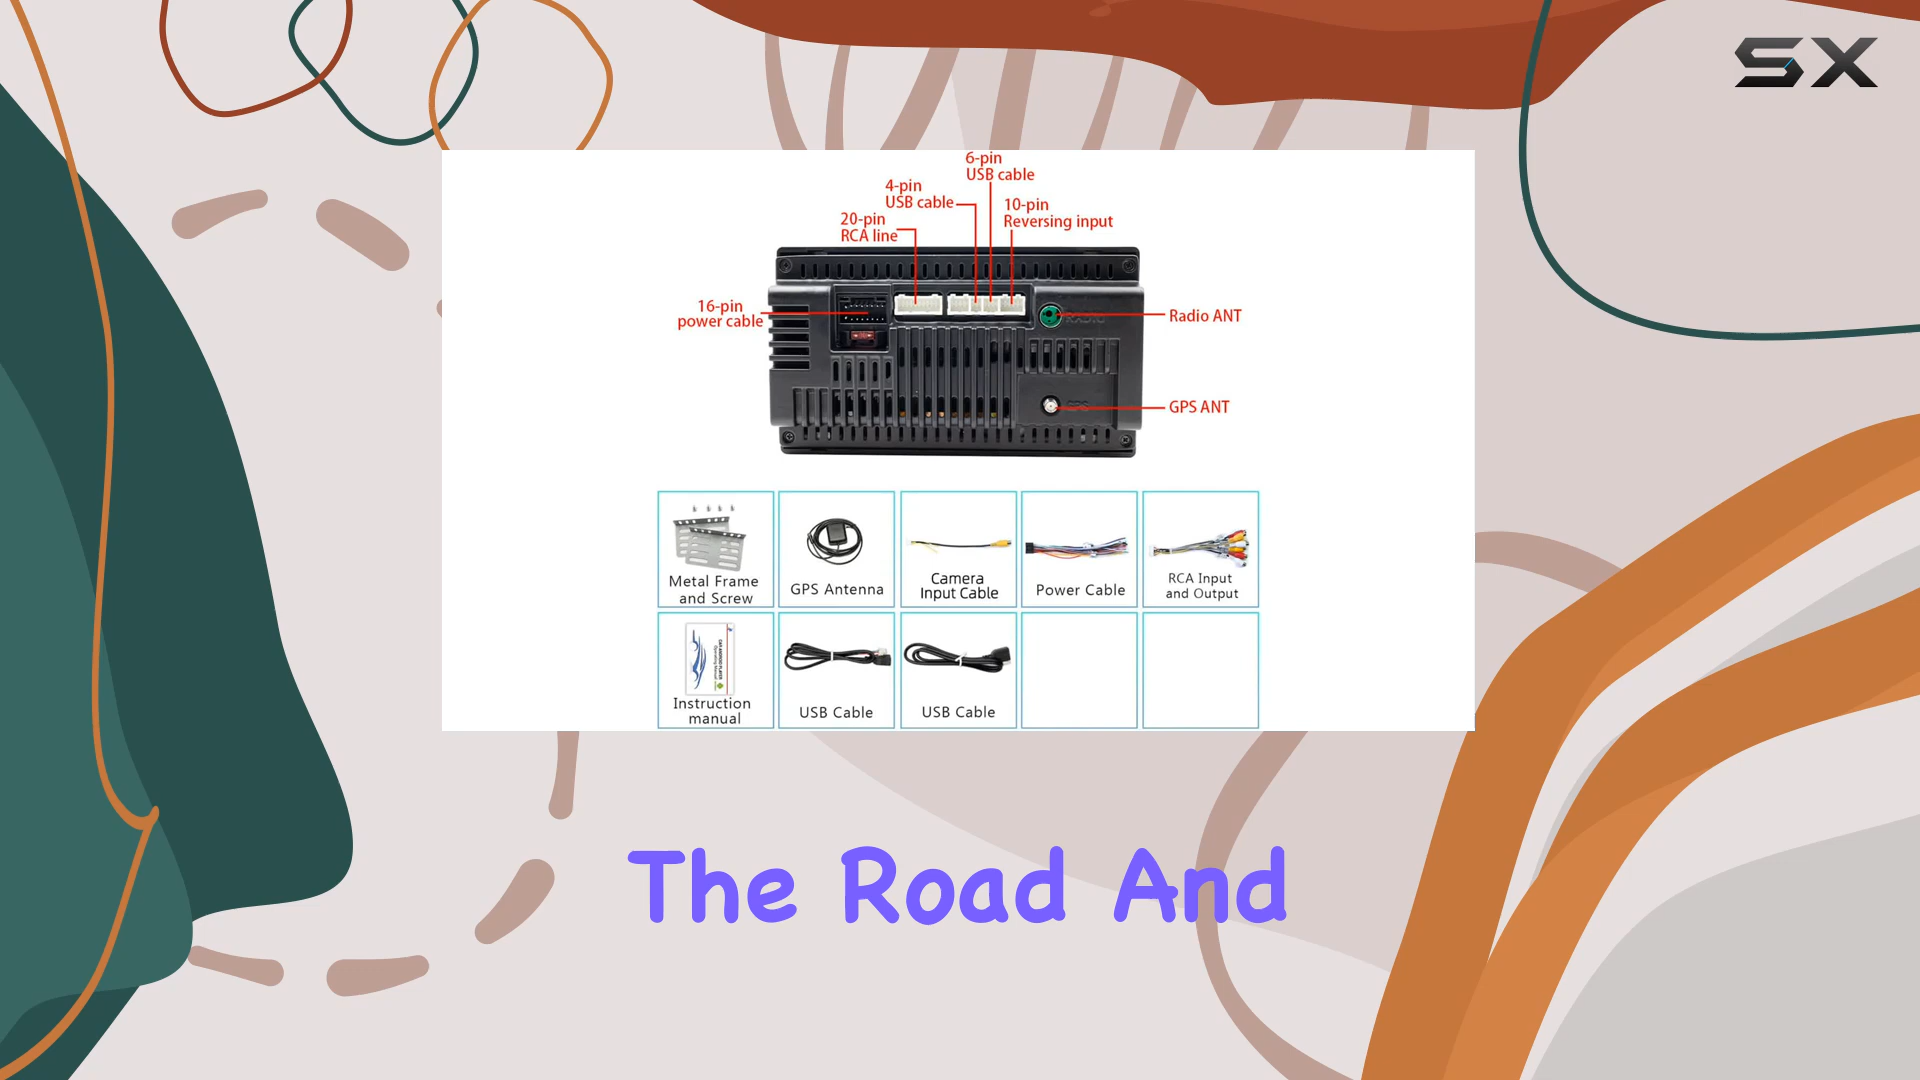 SX
6-pin
USB cable
4-pin
USB cable
10-pin
Reversing input
20-pin
RCA line
16-pin
power cable
Radio ANT
GPS ANT
Metal Frame
and Screw
GPS Antenna
Camera
Input Cable
Power Cable
RCA Input
and Output
Instruction
manual
USB Cable
USB Cable
The Road And